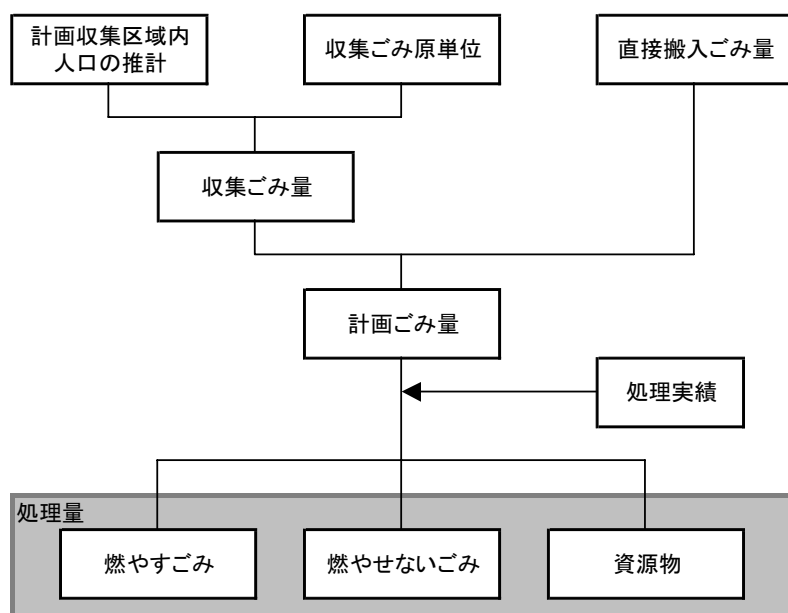 計画収集区域内
人口の推計
収集ごみ原単位
直接搬入ごみ量
収集ごみ量
計画ごみ量
処理実績
処理量
燃やすごみ
燃やせないごみ
資源物